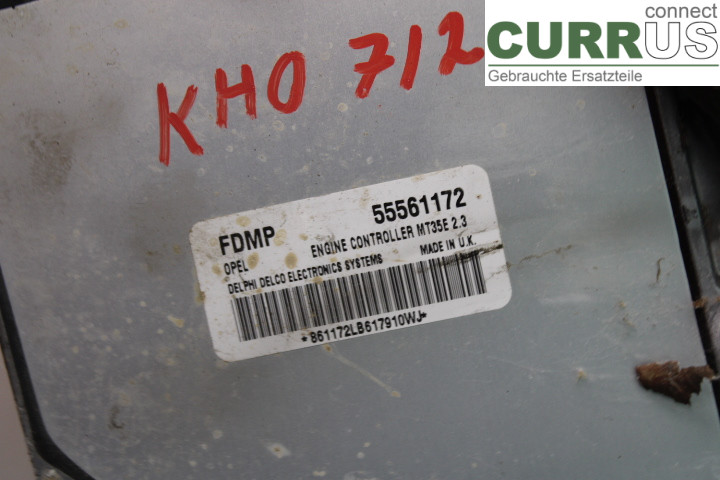 connect
CURRUS
Gebrauchte Ersatzteile
KHO 712
FDMP 55561172
OPEL ENGINE CONTROLLER MT35E 2.3
DELPHI DELCO ELECTRONICS SYSTEMS MADE IN U.K.
*861172LB617910WJ*